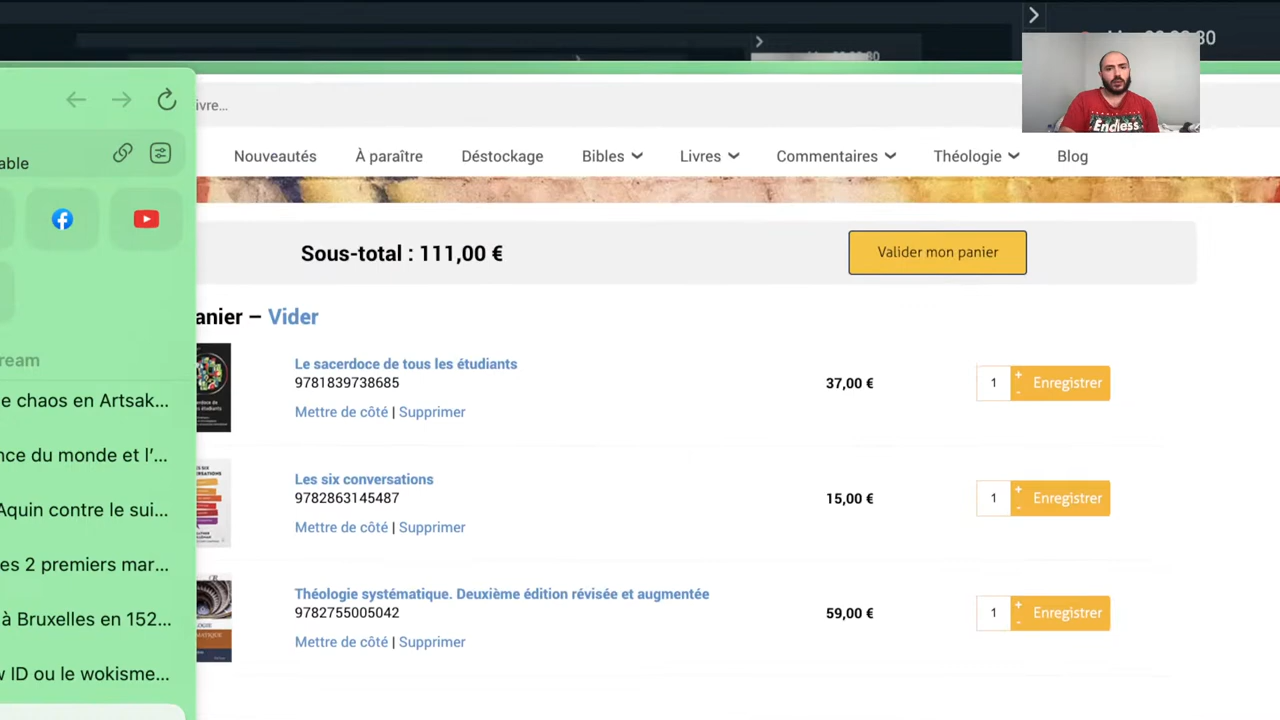 ivre...
able
Nouveautés À paraître Déstockage Bibles Livres Commentaires Théologie Blog
Endless
Sous-total : 111,00 €
Valider mon panier
anier – Vider
ream
Le sacerdoce de tous les étudiants
9781839738685
37,00 €
1
+
-
Enregistrer
Mettre de côté | Supprimer
e chaos en Artsak...
nce du monde et l'...
Les six conversations
9782863145487
15,00 €
1
+
-
Enregistrer
Mettre de côté | Supprimer
Aquin contre le sui...
es 2 premiers mar...
Théologie systématique. Deuxième édition révisée et augmentée
9782755005042
59,00 €
1
+
-
Enregistrer
Mettre de côté | Supprimer
à Bruxelles en 152...
w ID ou le wokisme...